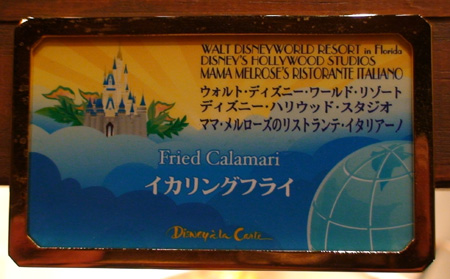 WALT DISNEYWORLD RESORT in Florida
DISNEY'S HOLLYWOOD STUDIOS
MAMA MELROSE'S RISTORANTE ITALIANO
ウォルト・ディズニー・ワールド・リゾート
ディズニー・ハリウッド・スタジオ
ママ・メルローズのリストランテ・イタリアーノ
Fried Calamari
イカリングフライ
Disney à la Carte